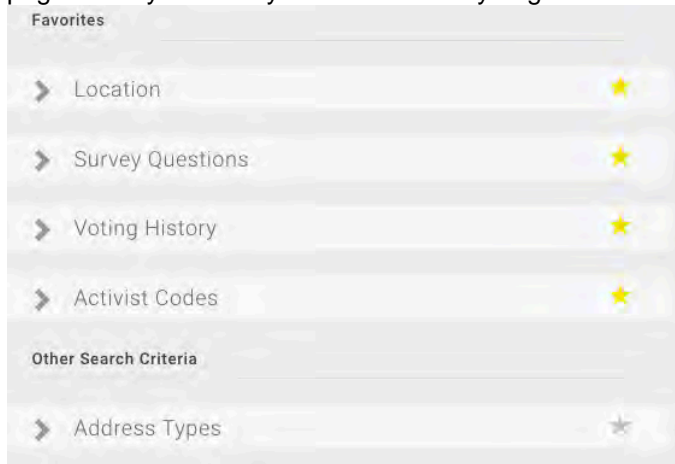 Favorites
Location
Survey Questions
Voting History
Activist Codes
Other Search Criteria
Address Types